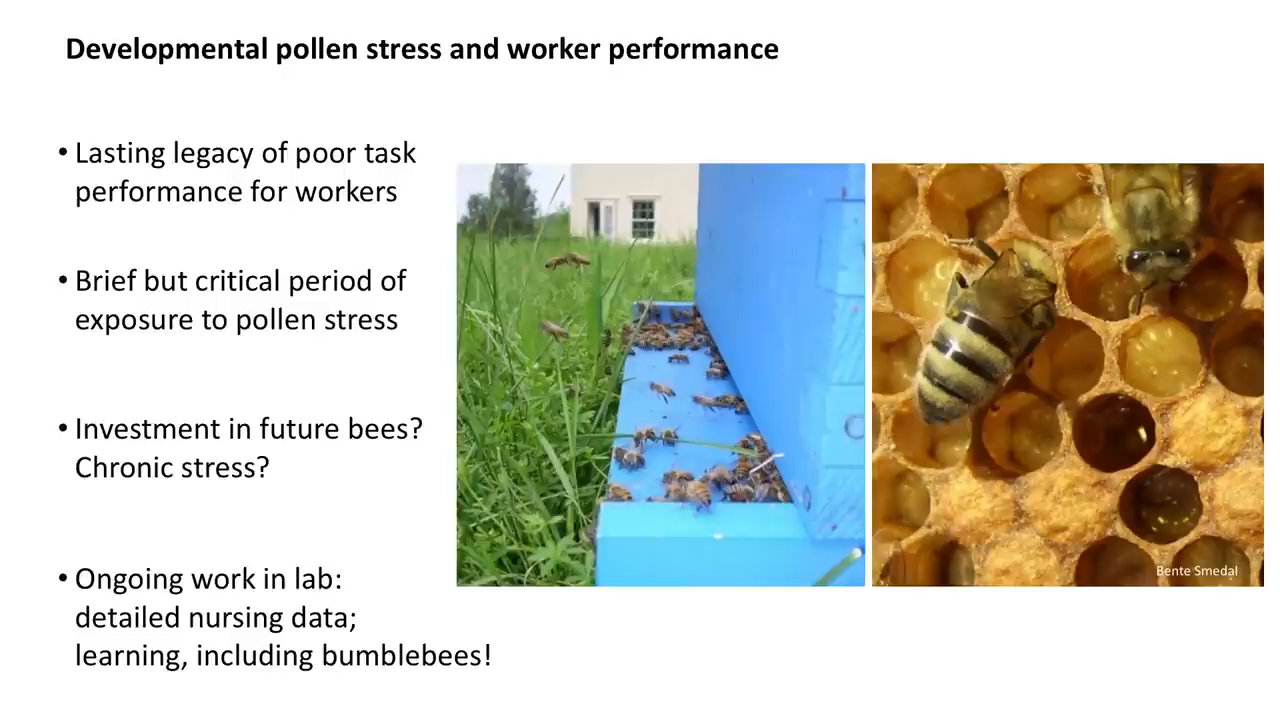 Developmental pollen stress and worker performance
• Lasting legacy of poor task
performance for workers
• Brief but critical period of
exposure to pollen stress
• Investment in future bees?
Chronic stress?
• Ongoing work in lab:
detailed nursing data;
learning, including bumblebees!
Bente Smedal